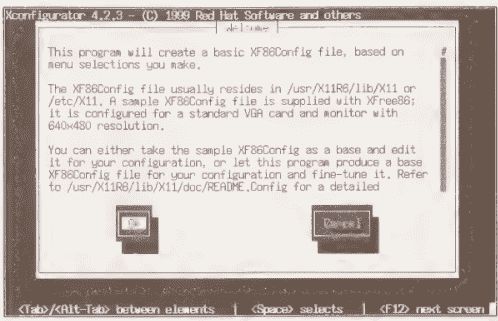 Xconfigurator 4.2.3 - (C) 1999 Red Hat Software and others
Welcome
This program will create a basic XF86Config file, based on
menu selections you make.
The XF86Config file usually resides in /usr/X11R6/lib/X11 or
/etc/X11. A sample XF86Config file is supplied with XFree86;
it is configured for a standard VGA card and monitor with
640x480 resolution.
You can either take the sample XF86Config as a base and edit
it for your configuration, or let this program produce a base
XF86Config file for your configuration and fine-tune it. Refer
to /usr/X11R6/lib/X11/doc/README.Config for a detailed
Ok Cancel
<Tab>/<Alt-Tab> between elements | <Space> selects | <F12> next screen